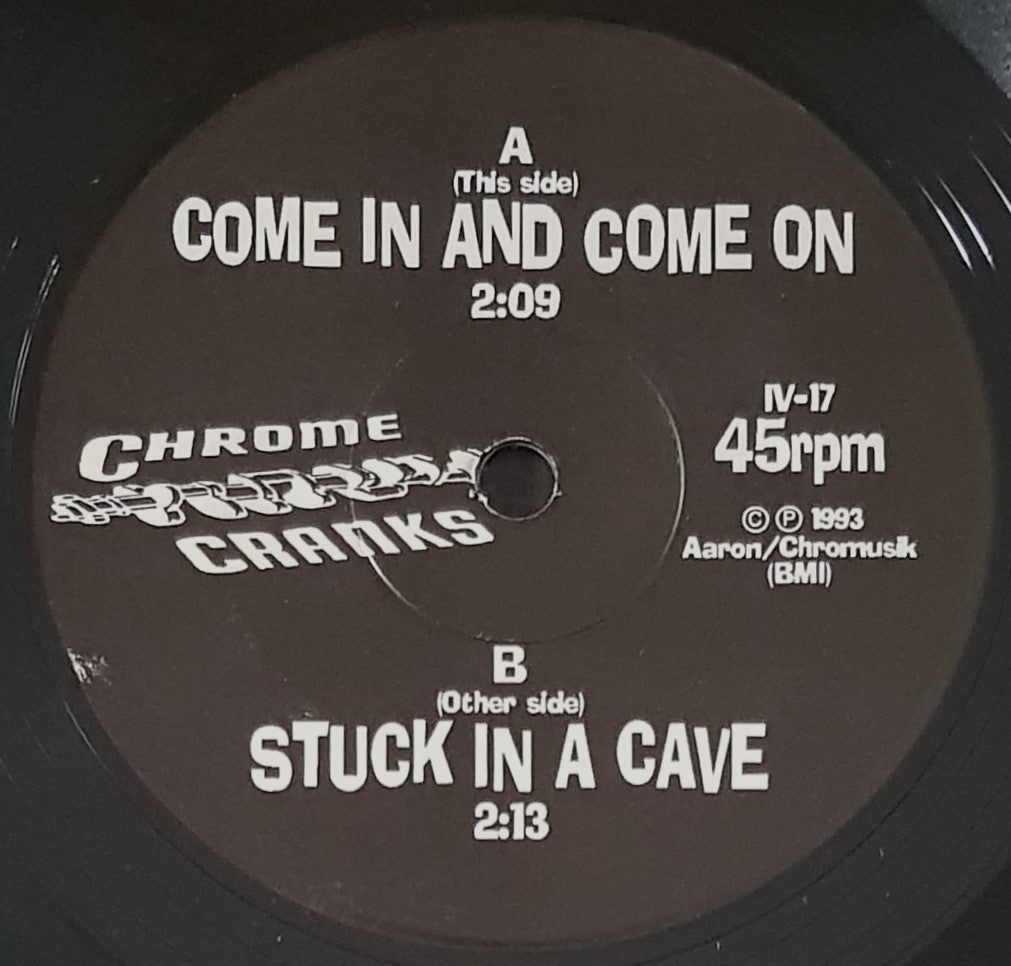 A
(This side)
COME IN AND COME ON
2:09
CHROME
CRANKS
IV-17
45rpm
© ℗ 1993
Aaron/Chromusik
(BMI)
B
(Other side)
STUCK IN A CAVE
2:13